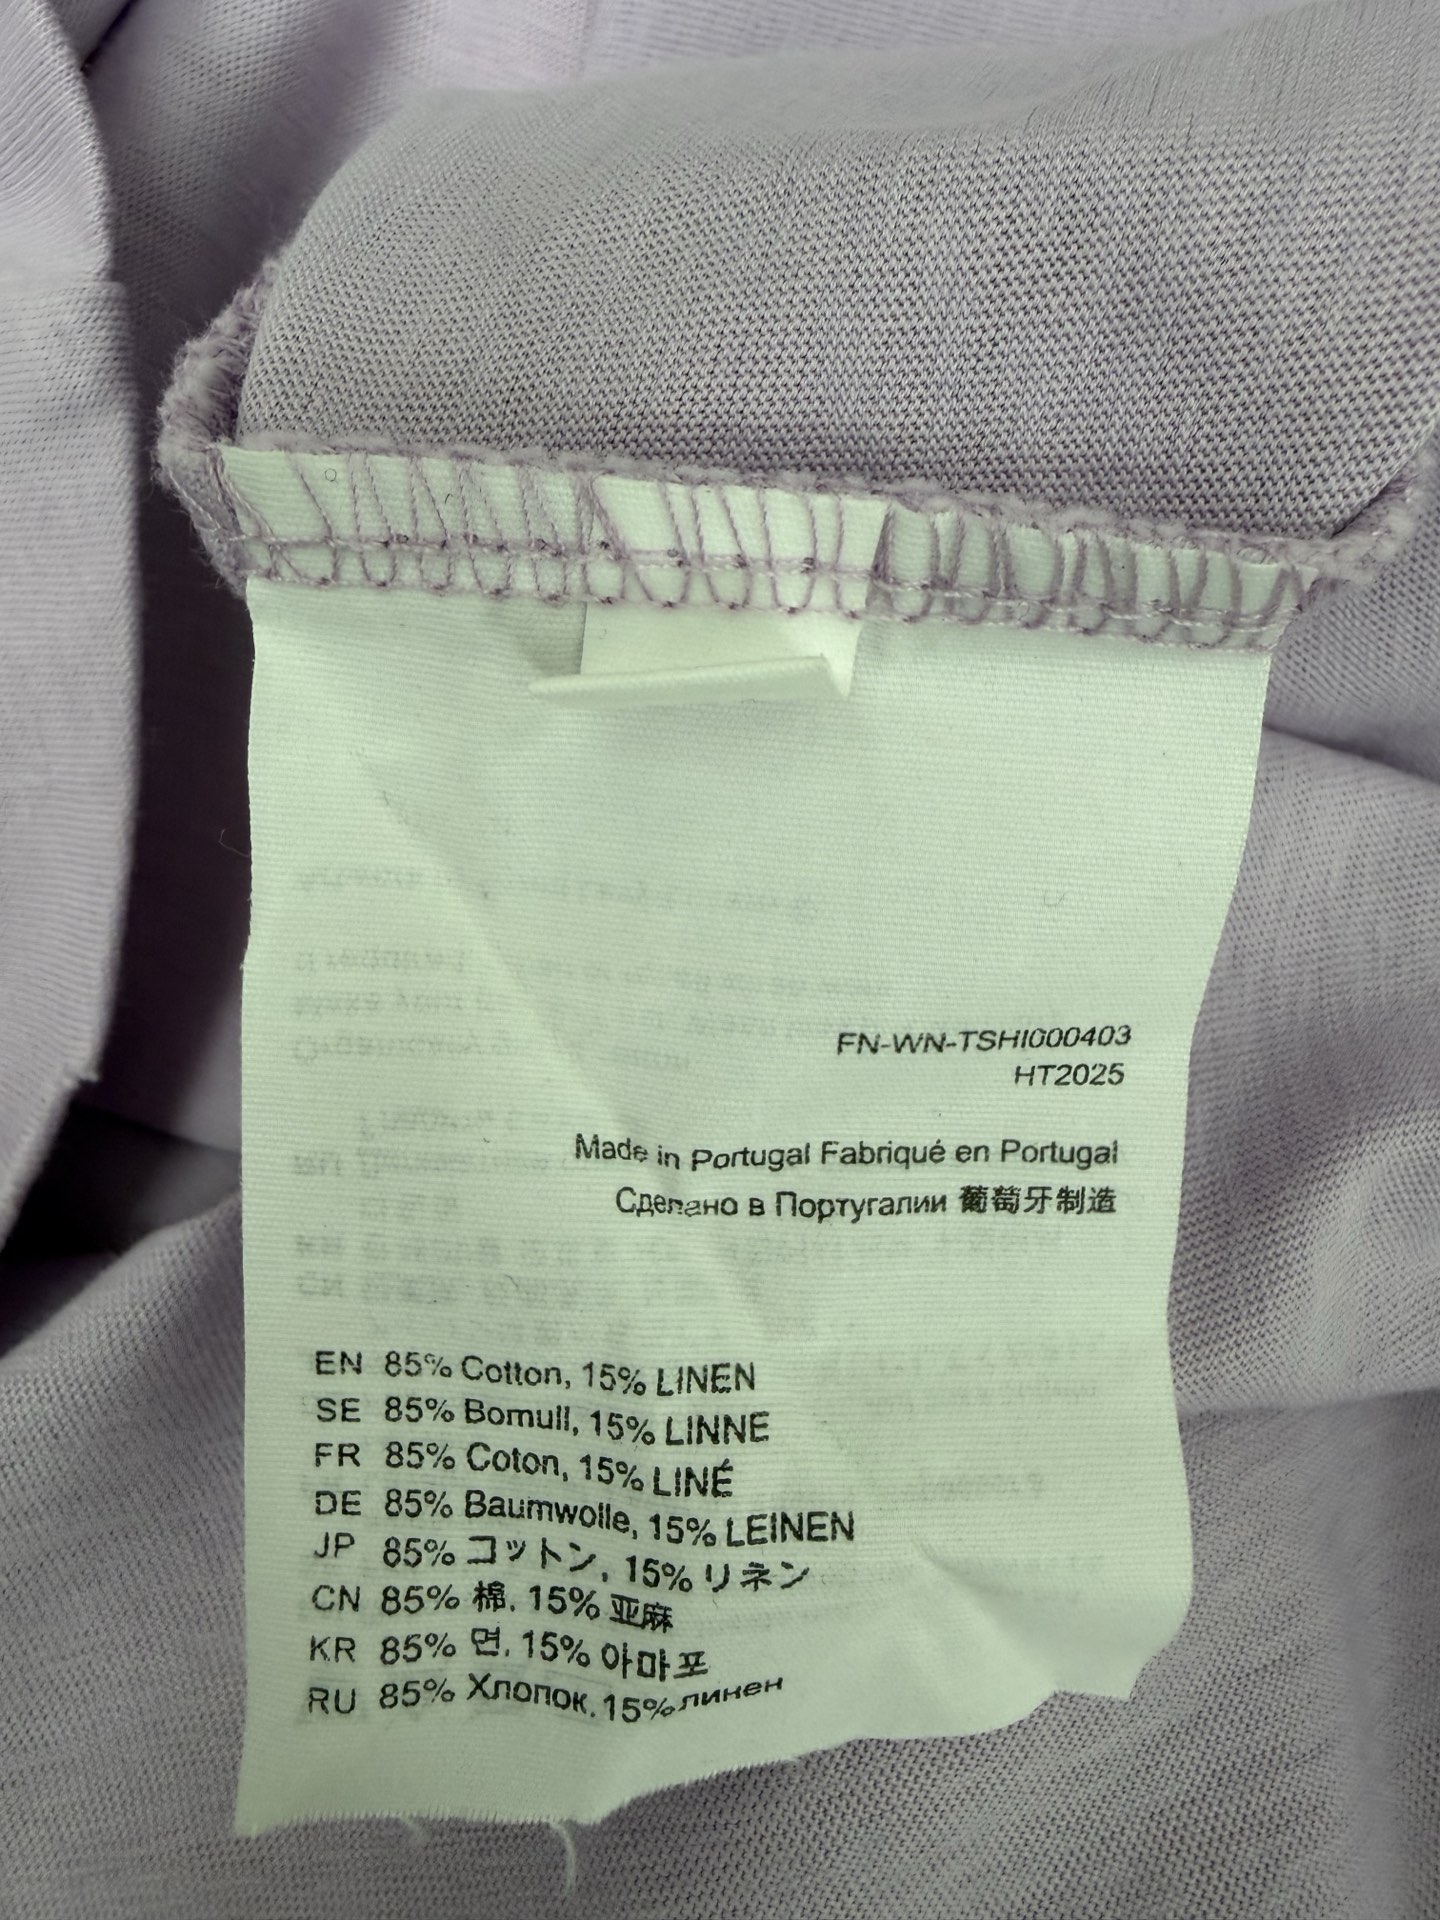 FN-WN-TSHI000403
HT2025
Made in Portugal Fabriqué en Portugal
Сделано в Португалии 葡萄牙制造
EN 85% Cotton, 15% LINEN
SE 85% Bomull, 15% LINNE
FR 85% Coton, 15% LINÉ
DE 85% Baumwolle, 15% LEINEN
JP 85% コットン, 15% リネン
CN 85% 棉, 15% 亚麻
KR 85% 면, 15% 아마포
RU 85% Хлопок, 15% линен